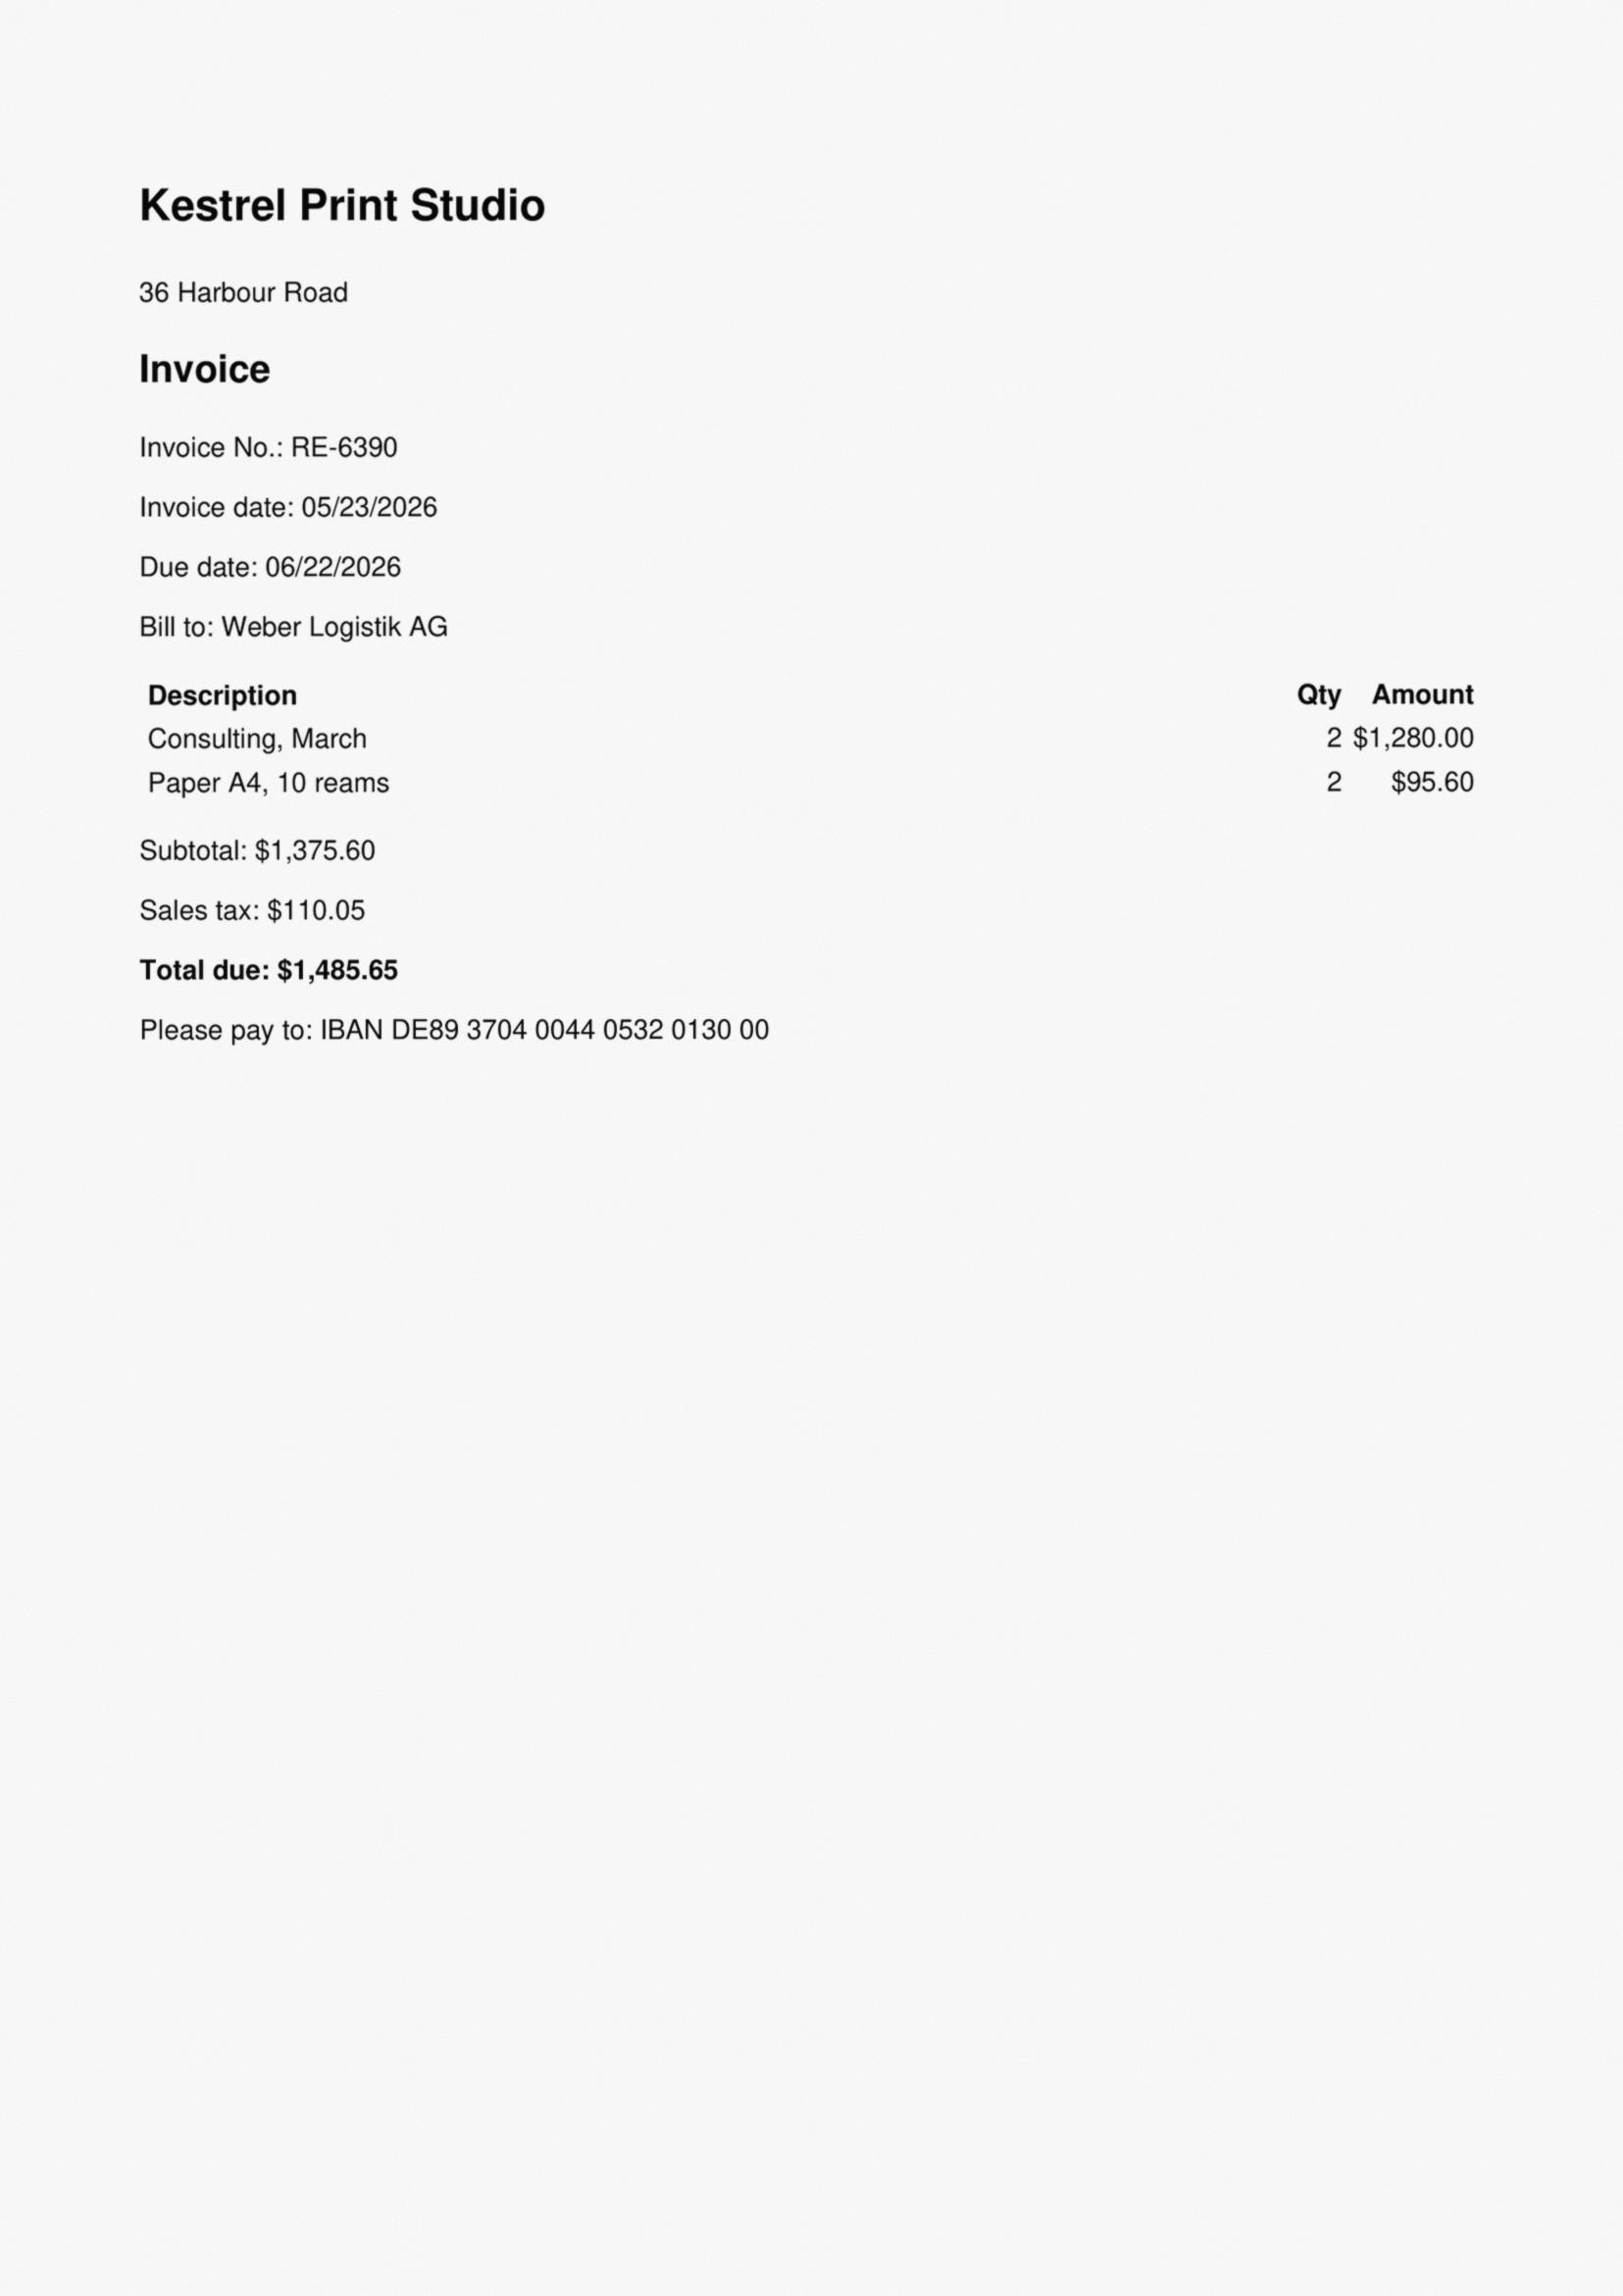 Kestrel Print Studio
36 Harbour Road
Invoice
Invoice No.: RE-6390
Invoice date: 05/23/2026
Due date: 06/22/2026
Bill to: Weber Logistik AG
Description Qty Amount
Consulting, March 2 $1,280.00
Paper A4, 10 reams 2 $95.60
Subtotal: $1,375.60
Sales tax: $110.05
Total due: $1,485.65
Please pay to: IBAN DE89 3704 0044 0532 0130 00